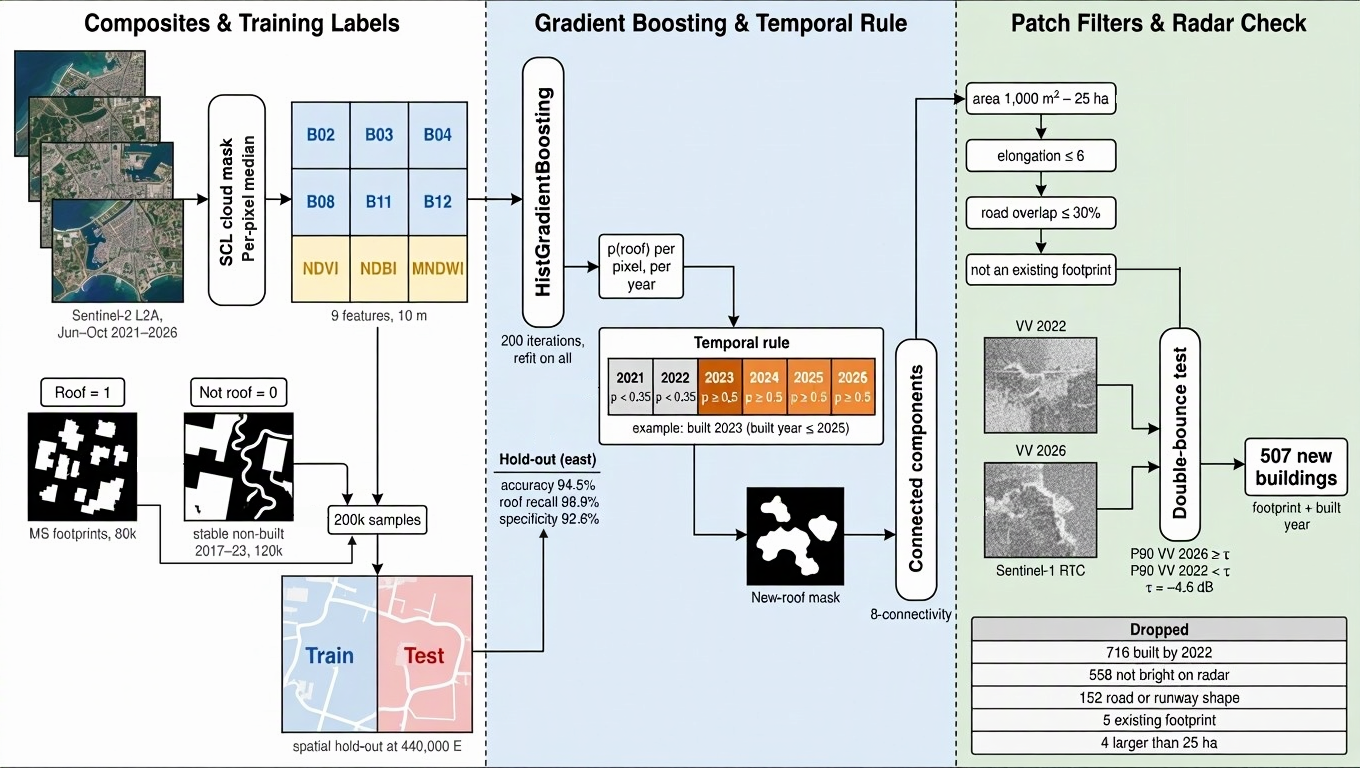 Composites & Training Labels
SCL cloud mask
Per-pixel median
B02
B03
B04
B08
B11
B12
NDVI
NDBI
MNDWI
Sentinel-2 L2A,
Jun–Oct 2021–2026
9 features, 10 m
Roof = 1
Not roof = 0
MS footprints, 80k
stable non-built
2017–23, 120k
200k samples
Train
Test
spatial hold-out at 440,000 E
Gradient Boosting & Temporal Rule
HistGradientBoosting
200 iterations,
refit on all
p(roof) per
pixel, per
year
Temporal rule
2021
2022
2023
2024
2025
2026
p < 0.35
p < 0.35
p ≥ 0.5
p ≥ 0.5
p ≥ 0.5
p ≥ 0.5
example: built 2023 (built year ≤ 2025)
Hold-out (east)
accuracy 94.5%
roof recall 98.9%
specificity 92.6%
New-roof mask
Connected components
8-connectivity
Patch Filters & Radar Check
area 1,000 m² – 25 ha
elongation ≤ 6
road overlap ≤ 30%
not an existing footprint
VV 2022
VV 2026
Sentinel-1 RTC
Double-bounce test
P90 VV 2026 ≥ τ
P90 VV 2022 < τ
τ = –4.6 dB
507 new
buildings
footprint + built
year
Dropped
716 built by 2022
558 not bright on radar
152 road or runway shape
5 existing footprint
4 larger than 25 ha